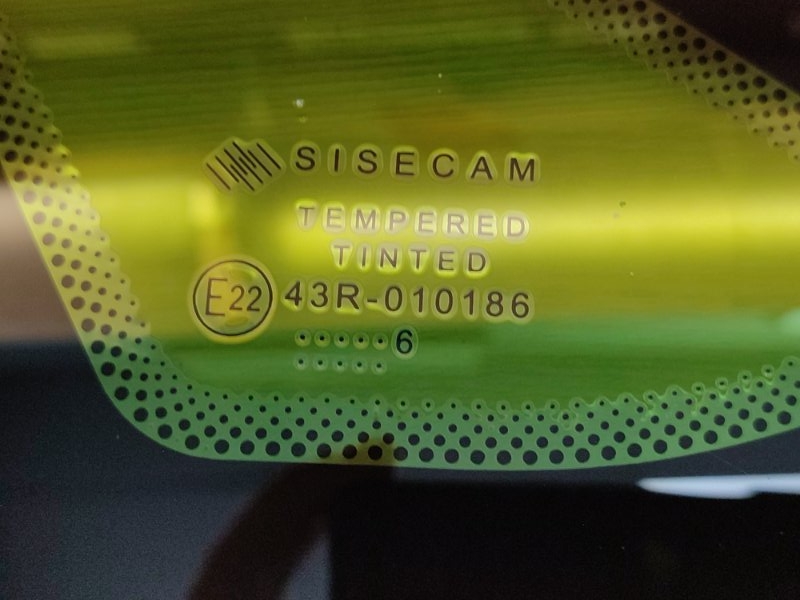 SISECAM
TEMPERED
TINTED
E22 43R-010186
6